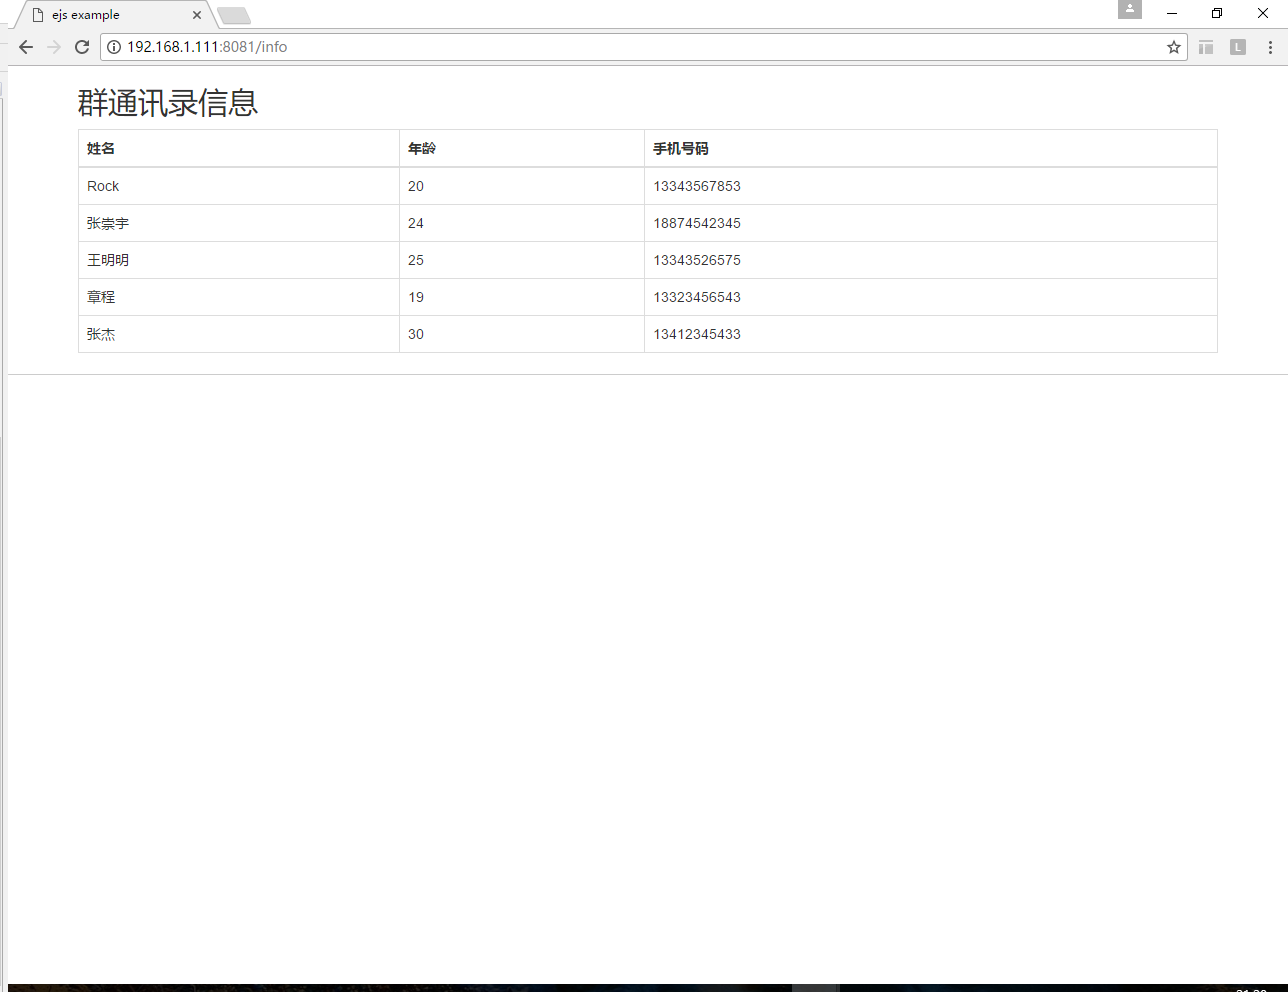 ejs example
192.168.1.111:8081/info
L
群通讯录信息
姓名 年龄 手机号码
Rock 20 13343567853
张崇宇 24 18874542345
王明明 25 13343526575
章程 19 13323456543
张杰 30 13412345433